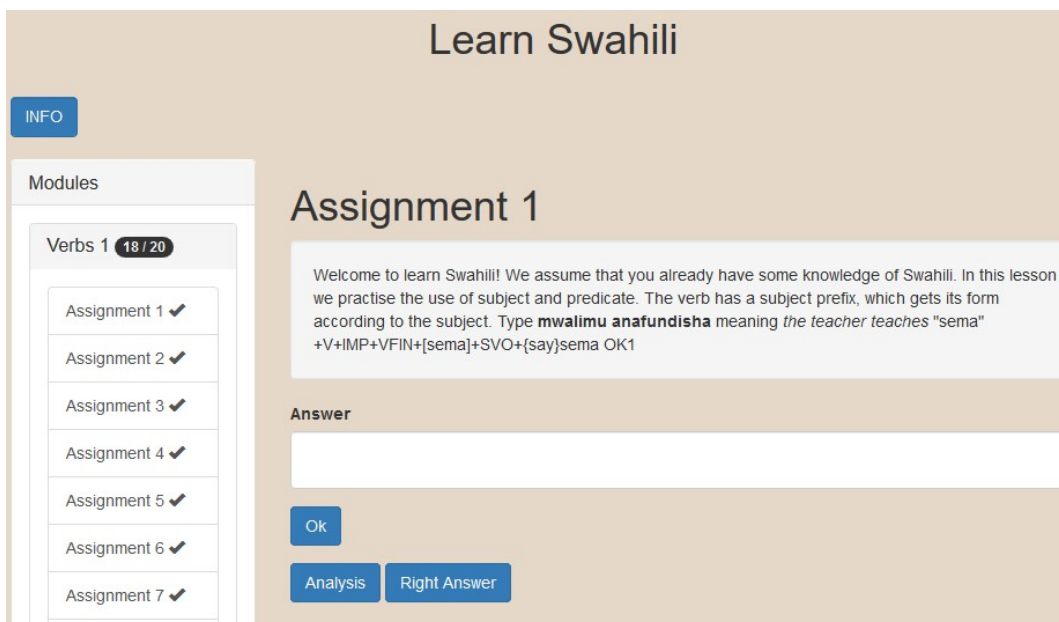 Learn Swahili
INFO
Modules
Verbs 1 18 / 20
Assignment 1 ✔
Assignment 2 ✔
Assignment 3 ✔
Assignment 4 ✔
Assignment 5 ✔
Assignment 6 ✔
Assignment 7 ✔
Assignment 1
Welcome to learn Swahili! We assume that you already have some knowledge of Swahili. In this lesson
we practise the use of subject and predicate. The verb has a subject prefix, which gets its form
according to the subject. Type mwalimu anafundisha meaning the teacher teaches "sema"
+V+IMP+VFIN+[sema]+SVO+{say}sema OK1
Answer
Ok
Analysis Right Answer